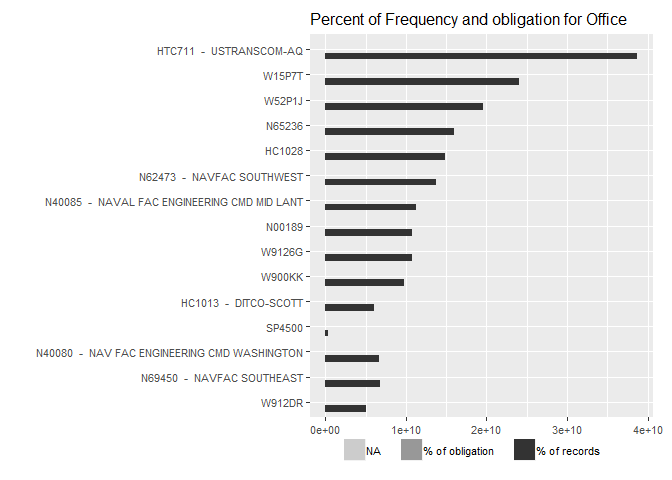 Percent of Frequency and obligation for Office
HTC711 - USTRANSCOM-AQ
W15P7T
W52P1J
N65236
HC1028
N62473 - NAVFAC SOUTHWEST
N40085 - NAVAL FAC ENGINEERING CMD MID LANT
N00189
W9126G
W900KK
HC1013 - DITCO-SCOTT
SP4500
N40080 - NAV FAC ENGINEERING CMD WASHINGTON
N69450 - NAVFAC SOUTHEAST
W912DR
0e+00 1e+10 2e+10 3e+10 4e+10
NA % of obligation % of records